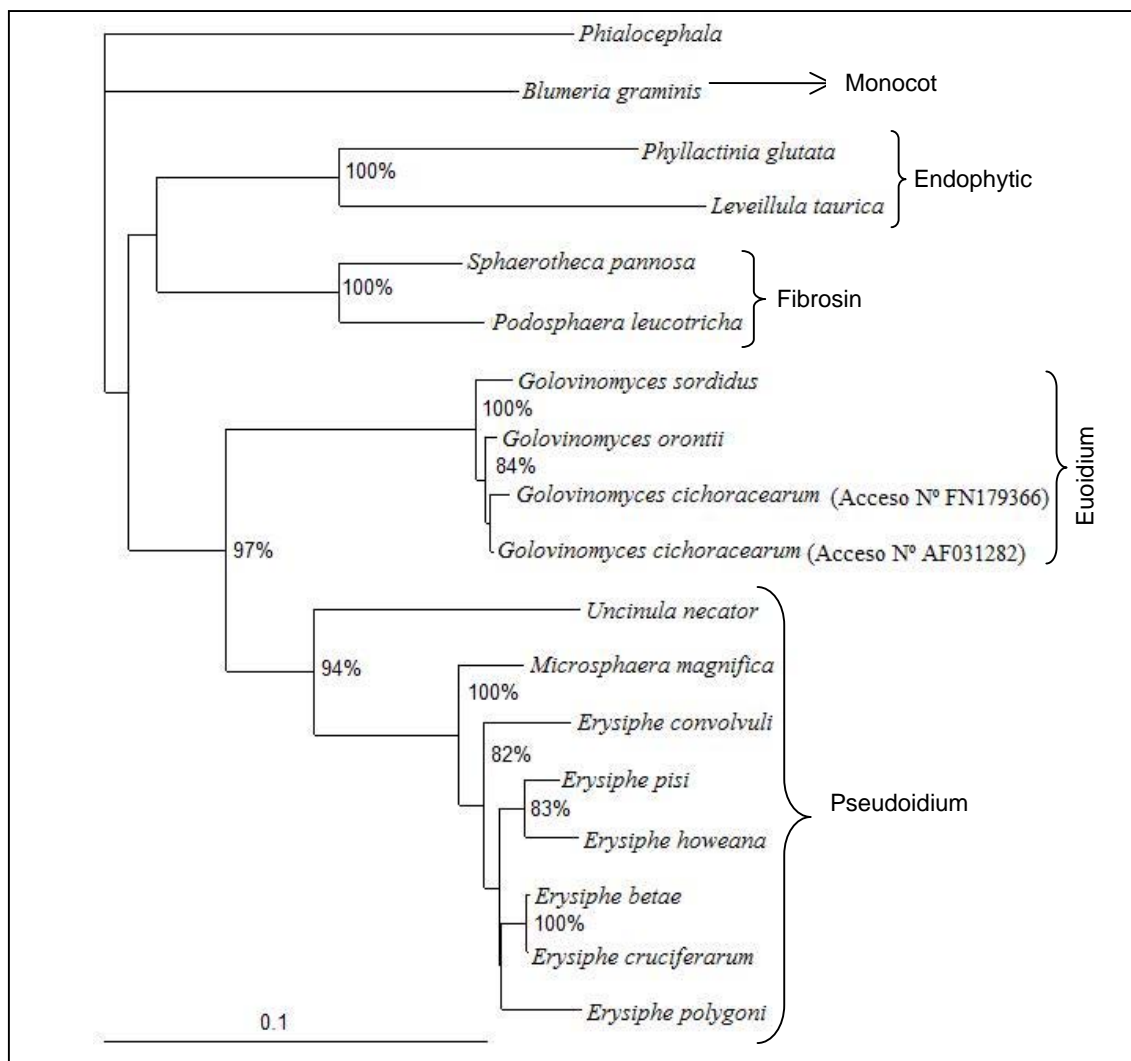 Phialocephala
Blumeria graminis
Monocot
Phyllactinia glutata
100%
Endophytic
Leveillula taurica
Sphaerotheca pannosa
100%
Fibrosin
Podosphaera leucotricha
Golovinomyces sordidus
100%
Golovinomyces orontii
84%
Golovinomyces cichoracearum (Acceso Nº FN179366)
Euoidium
97%
Golovinomyces cichoracearum (Acceso Nº AF031282)
Uncinula necator
94%
Microsphaera magnifica
100%
Erysiphe convolvuli
82%
Erysiphe pisi
83%
Pseudoidium
Erysiphe howeana
Erysiphe betae
100%
Erysiphe cruciferarum
Erysiphe polygoni
0.1